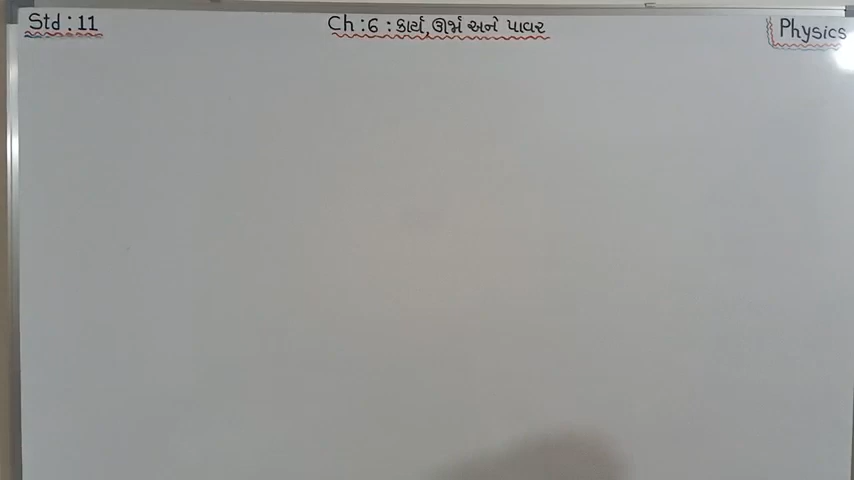 Std : 11
Ch : 6 : કાર્ય, ઊર્જા અને પાવર
Physics